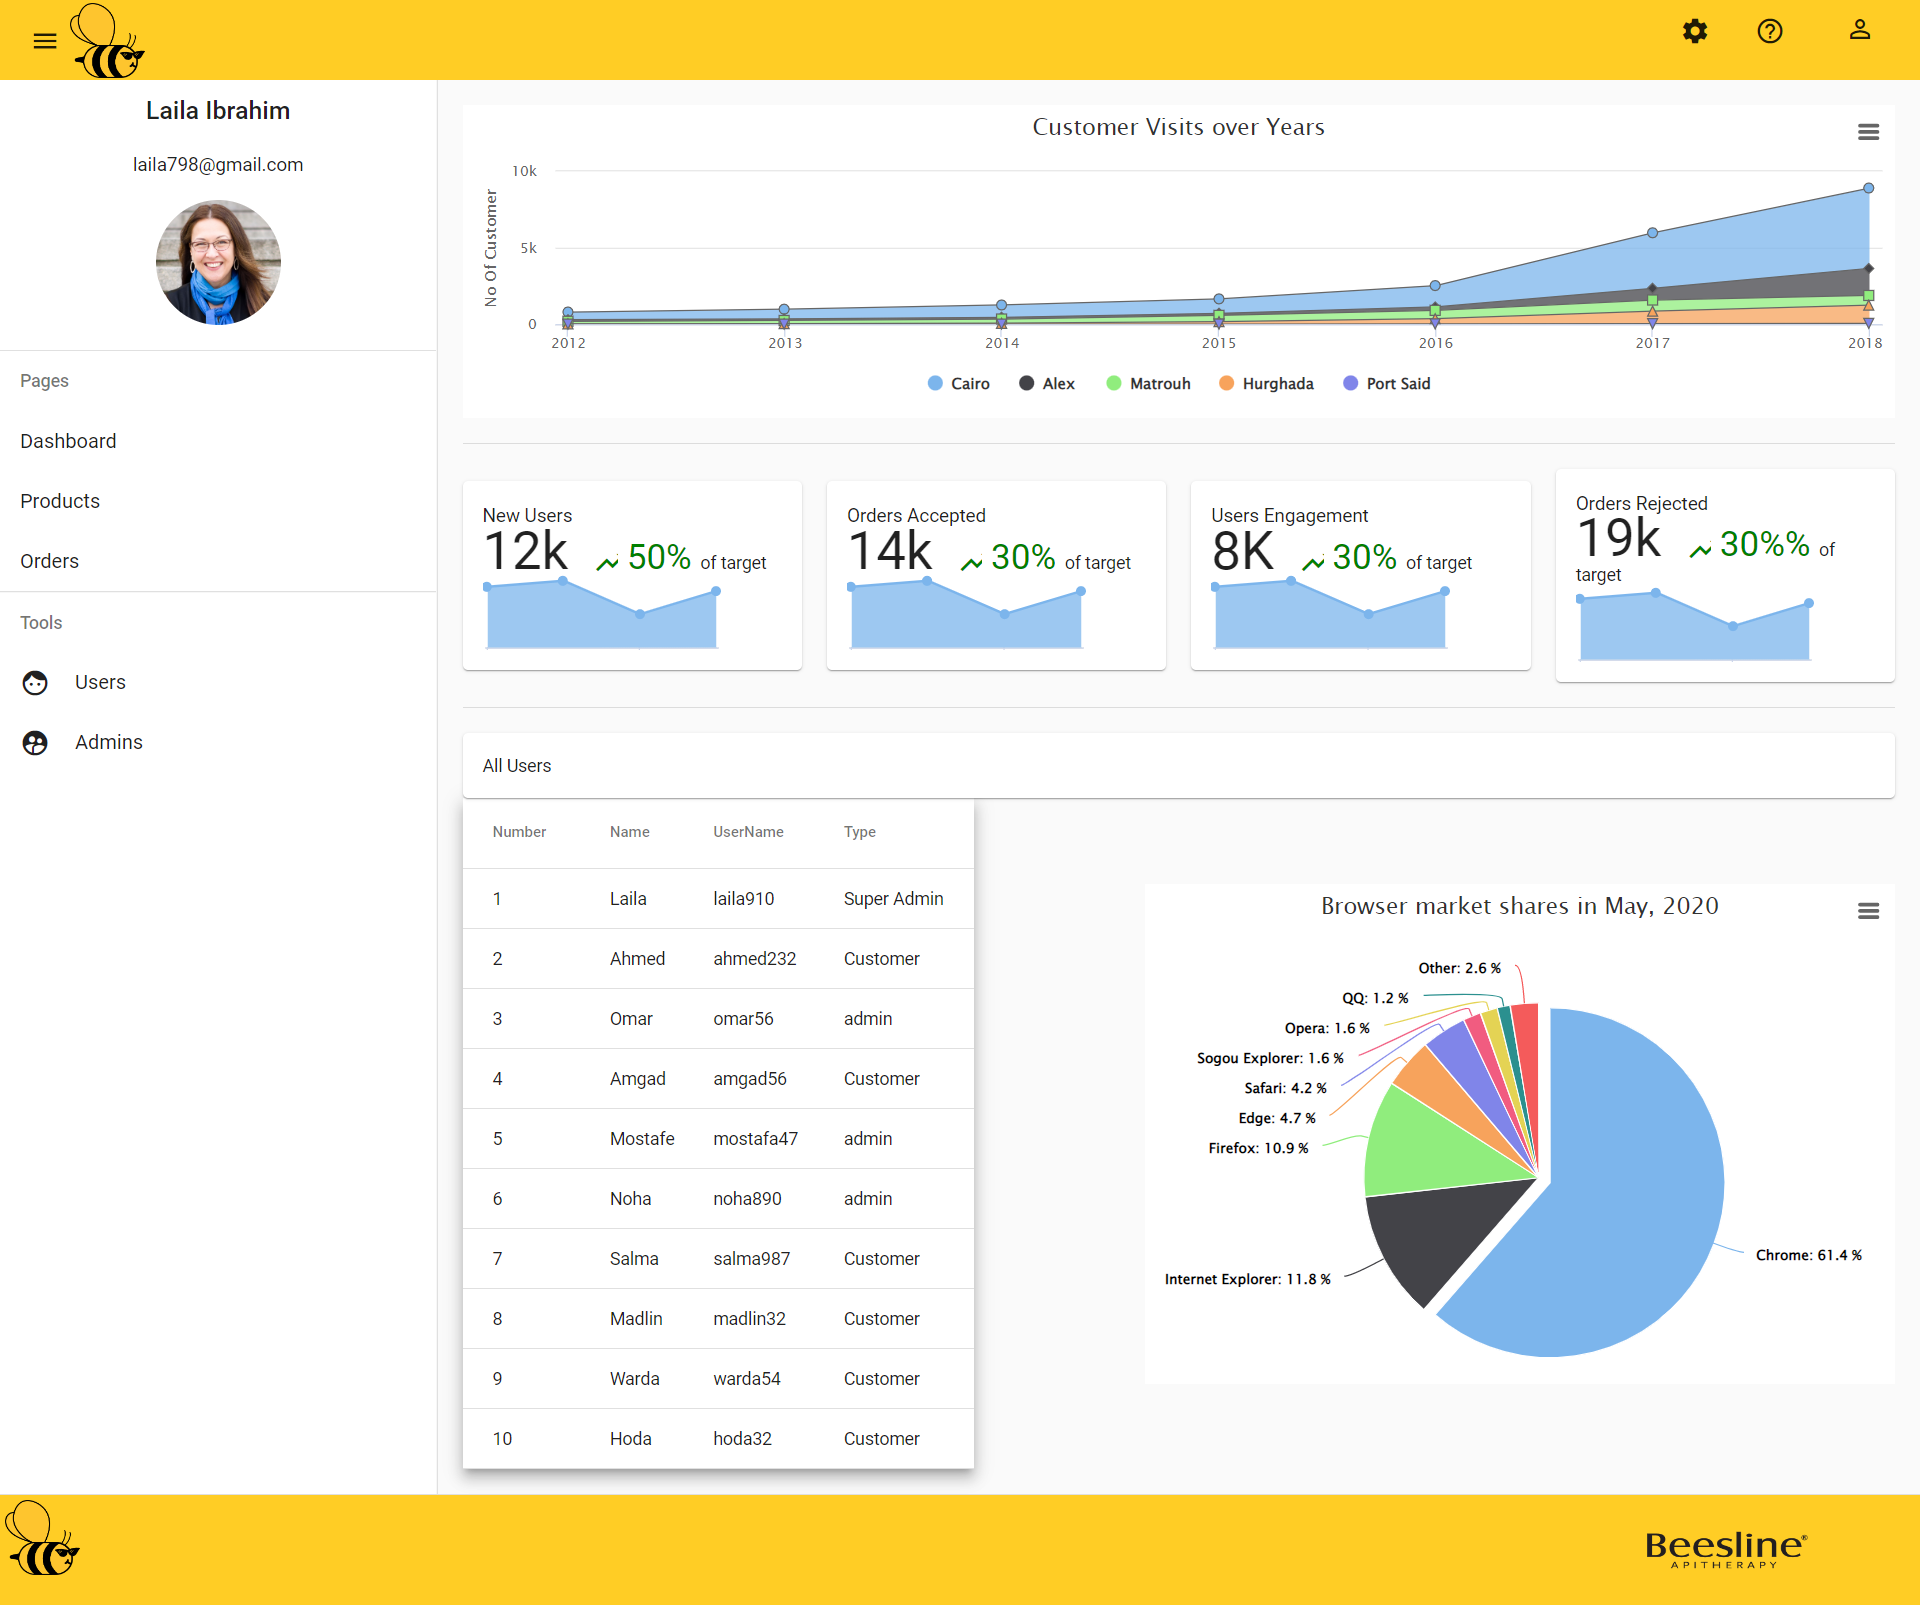 Laila Ibrahim
laila798@gmail.com
Pages
Dashboard
Products
Orders
Tools
Users
Admins
Customer Visits over Years
No Of Customer
10k
5k
0
2012 2013 2014 2015 2016 2017 2018
Cairo Alex Matrouh Hurghada Port Said
New Users
12k 50% of target
Orders Accepted
14k 30% of target
Users Engagement
8K 30% of target
Orders Rejected
19k 30%% of
target
All Users
Number Name UserName Type
1 Laila laila910 Super Admin
2 Ahmed ahmed232 Customer
3 Omar omar56 admin
4 Amgad amgad56 Customer
5 Mostafe mostafa47 admin
6 Noha noha890 admin
7 Salma salma987 Customer
8 Madlin madlin32 Customer
9 Warda warda54 Customer
10 Hoda hoda32 Customer
Browser market shares in May, 2020
Other: 2.6 %
QQ: 1.2 %
Opera: 1.6 %
Sogou Explorer: 1.6 %
Safari: 4.2 %
Edge: 4.7 %
Firefox: 10.9 %
Chrome: 61.4 %
Internet Explorer: 11.8 %
Beesline®
APITHERAPY